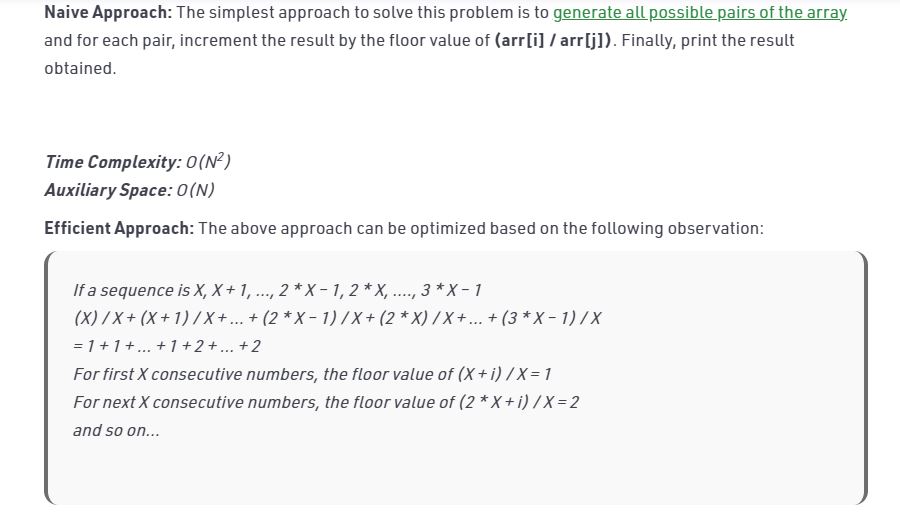 Naive Approach: The simplest approach to solve this problem is to generate all possible pairs of the array
and for each pair, increment the result by the floor value of (arr[i] / arr[j]). Finally, print the result
obtained.
Time Complexity: O(N²)
Auxiliary Space: O(N)
Efficient Approach: The above approach can be optimized based on the following observation:
If a sequence is X, X + 1, …, 2 * X – 1, 2 * X, …., 3 * X – 1
(X) / X + (X + 1) / X + … + (2 * X – 1) / X + (2 * X) / X + … + (3 * X – 1) / X
= 1 + 1 + … + 1 + 2 + … + 2
For first X consecutive numbers, the floor value of (X + i) / X = 1
For next X consecutive numbers, the floor value of (2 * X + i) / X = 2
and so on…